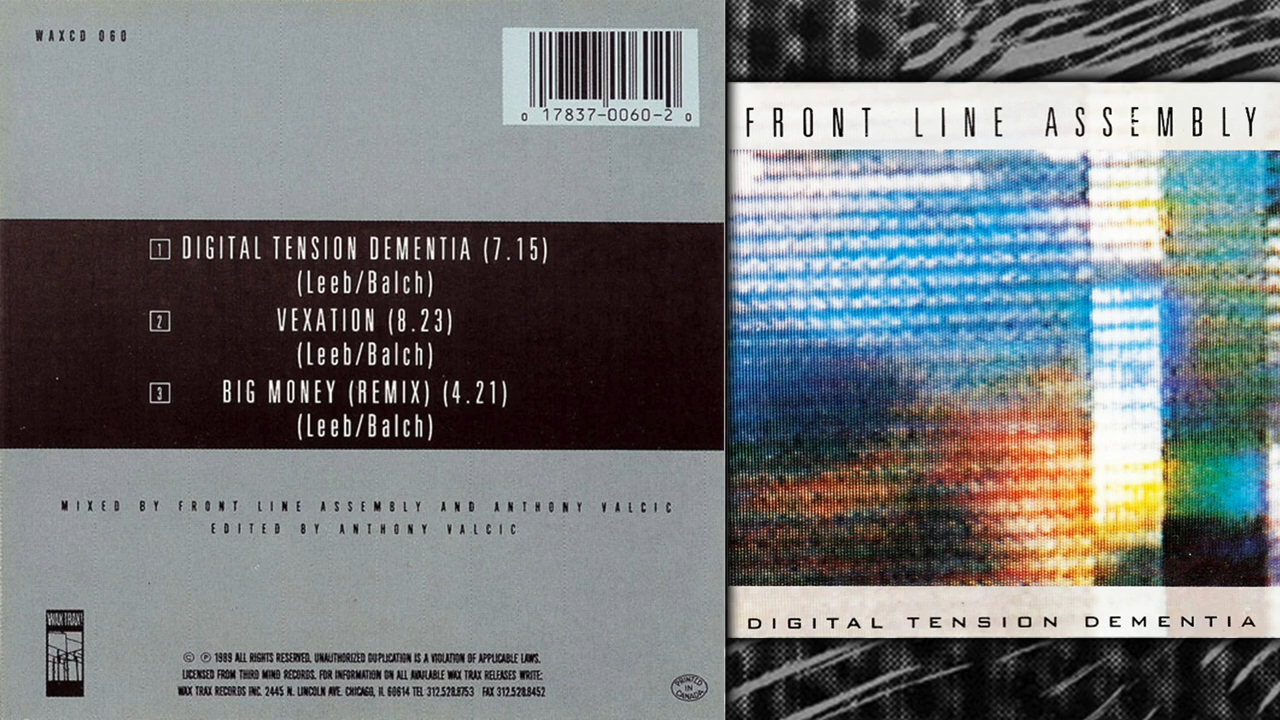 WAXCD 060
0 17837-0060-2 0
1 DIGITAL TENSION DEMENTIA (7.15)
(Leeb/Balch)
2 VEXATION (8.23)
(Leeb/Balch)
3 BIG MONEY (REMIX) (4.21)
(Leeb/Balch)
MIXED BY FRONT LINE ASSEMBLY AND ANTHONY VALCIC
EDITED BY ANTHONY VALCIC
WAX TRAX!
© ℗ 1989 ALL RIGHTS RESERVED. UNAUTHORIZED DUPLICATION IS A VIOLATION OF APPLICABLE LAWS.
LICENSED FROM THIRD MIND RECORDS. FOR INFORMATION ON ALL AVAILABLE WAX TRAX RELEASES WRITE:
WAX TRAX RECORDS INC. 2445 N. LINCOLN AVE. CHICAGO, IL 60614 TEL 312.528.8753 FAX 312.528.8452
PRINTED IN CANADA
FRONT LINE ASSEMBLY
DIGITAL TENSION DEMENTIA